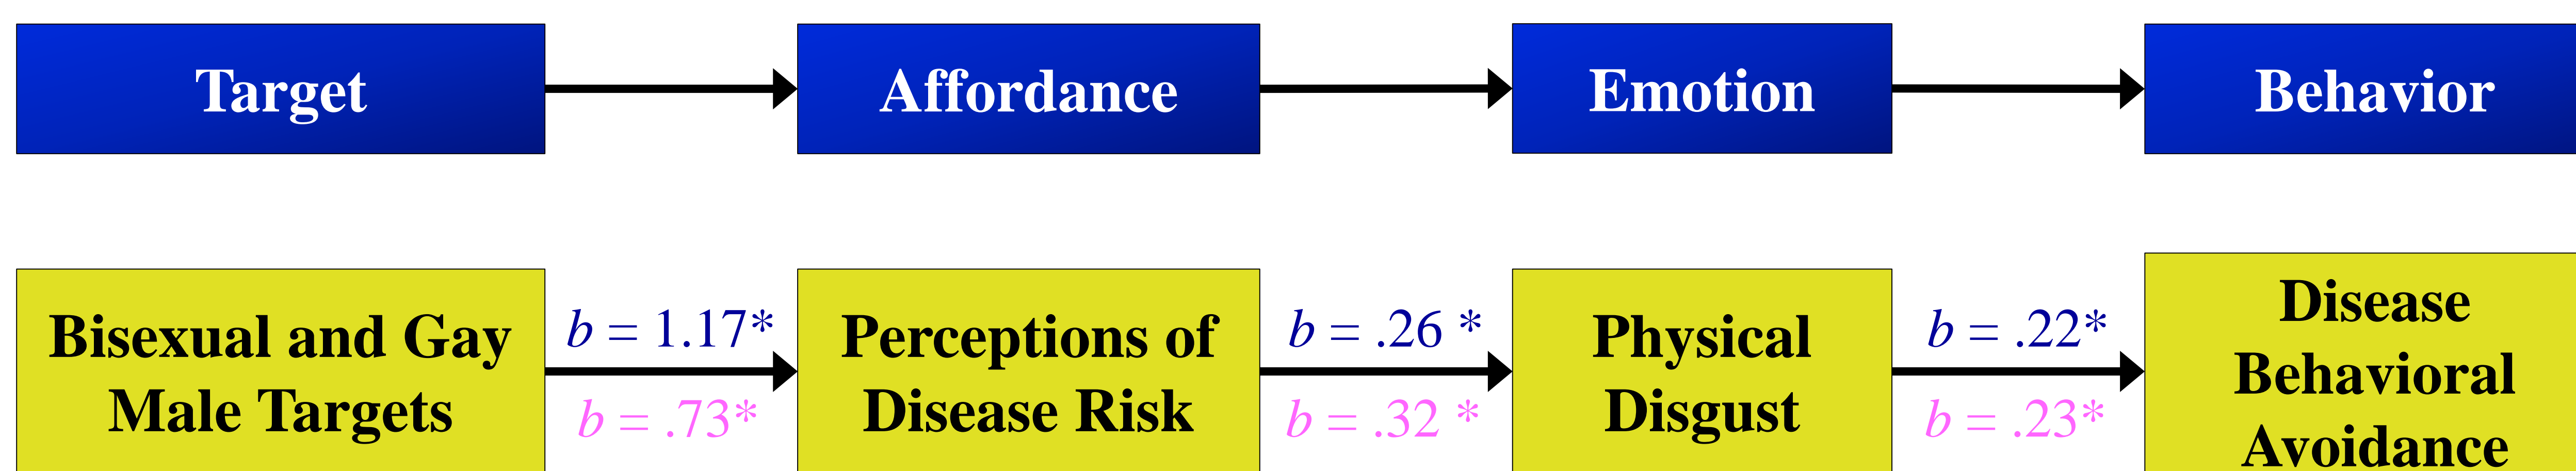 Target
Affordance
Emotion
Behavior
Bisexual and Gay
Male Targets
b = 1.17*
b = .73*
Perceptions of
Disease Risk
b = .26 *
b = .32 *
Physical
Disgust
b = .22*
b = .23*
Disease
Behavioral
Avoidance